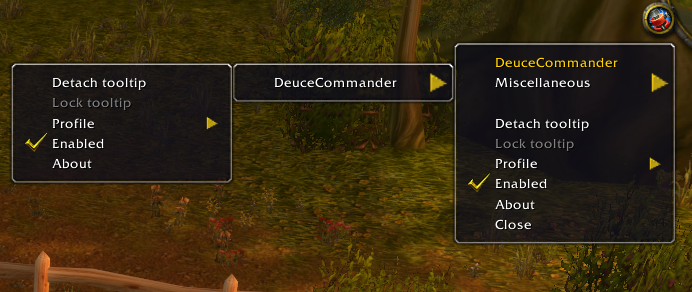 Detach tooltip
Lock tooltip
Profile
Enabled
About
DeuceCommander
DeuceCommander
Miscellaneous
Detach tooltip
Lock tooltip
Profile
Enabled
About
Close